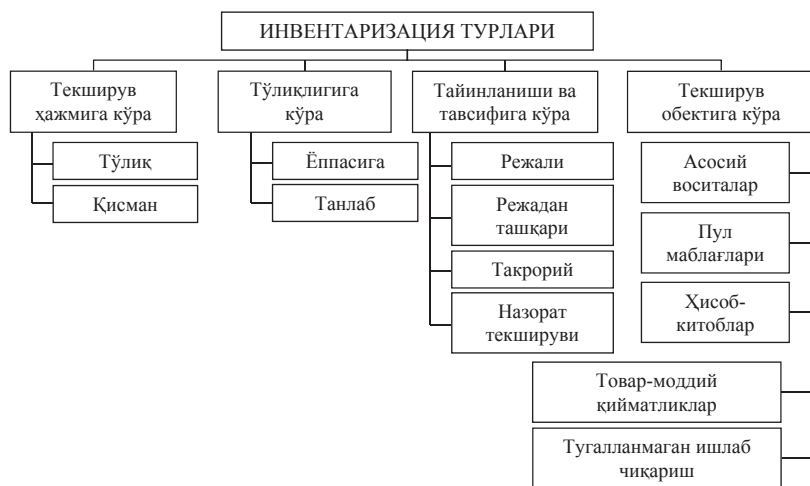 ИНВЕНТАРИЗАЦИЯ ТУРЛАРИ
Текширув
ҳажмига кўра
Тўлиқ
Қисман
Тўлиқлигига
кўра
Ёппасига
Танлаб
Тайинланиши ва
тавсифига кўра
Режали
Режадан
ташқари
Такрорий
Назорат
текшируви
Текширув
обектига кўра
Асосий
воситалар
Пул
маблағлари
Ҳисоб-
китоблар
Товар-моддий
қийматликлар
Тугалланмаган ишлаб
чиқариш